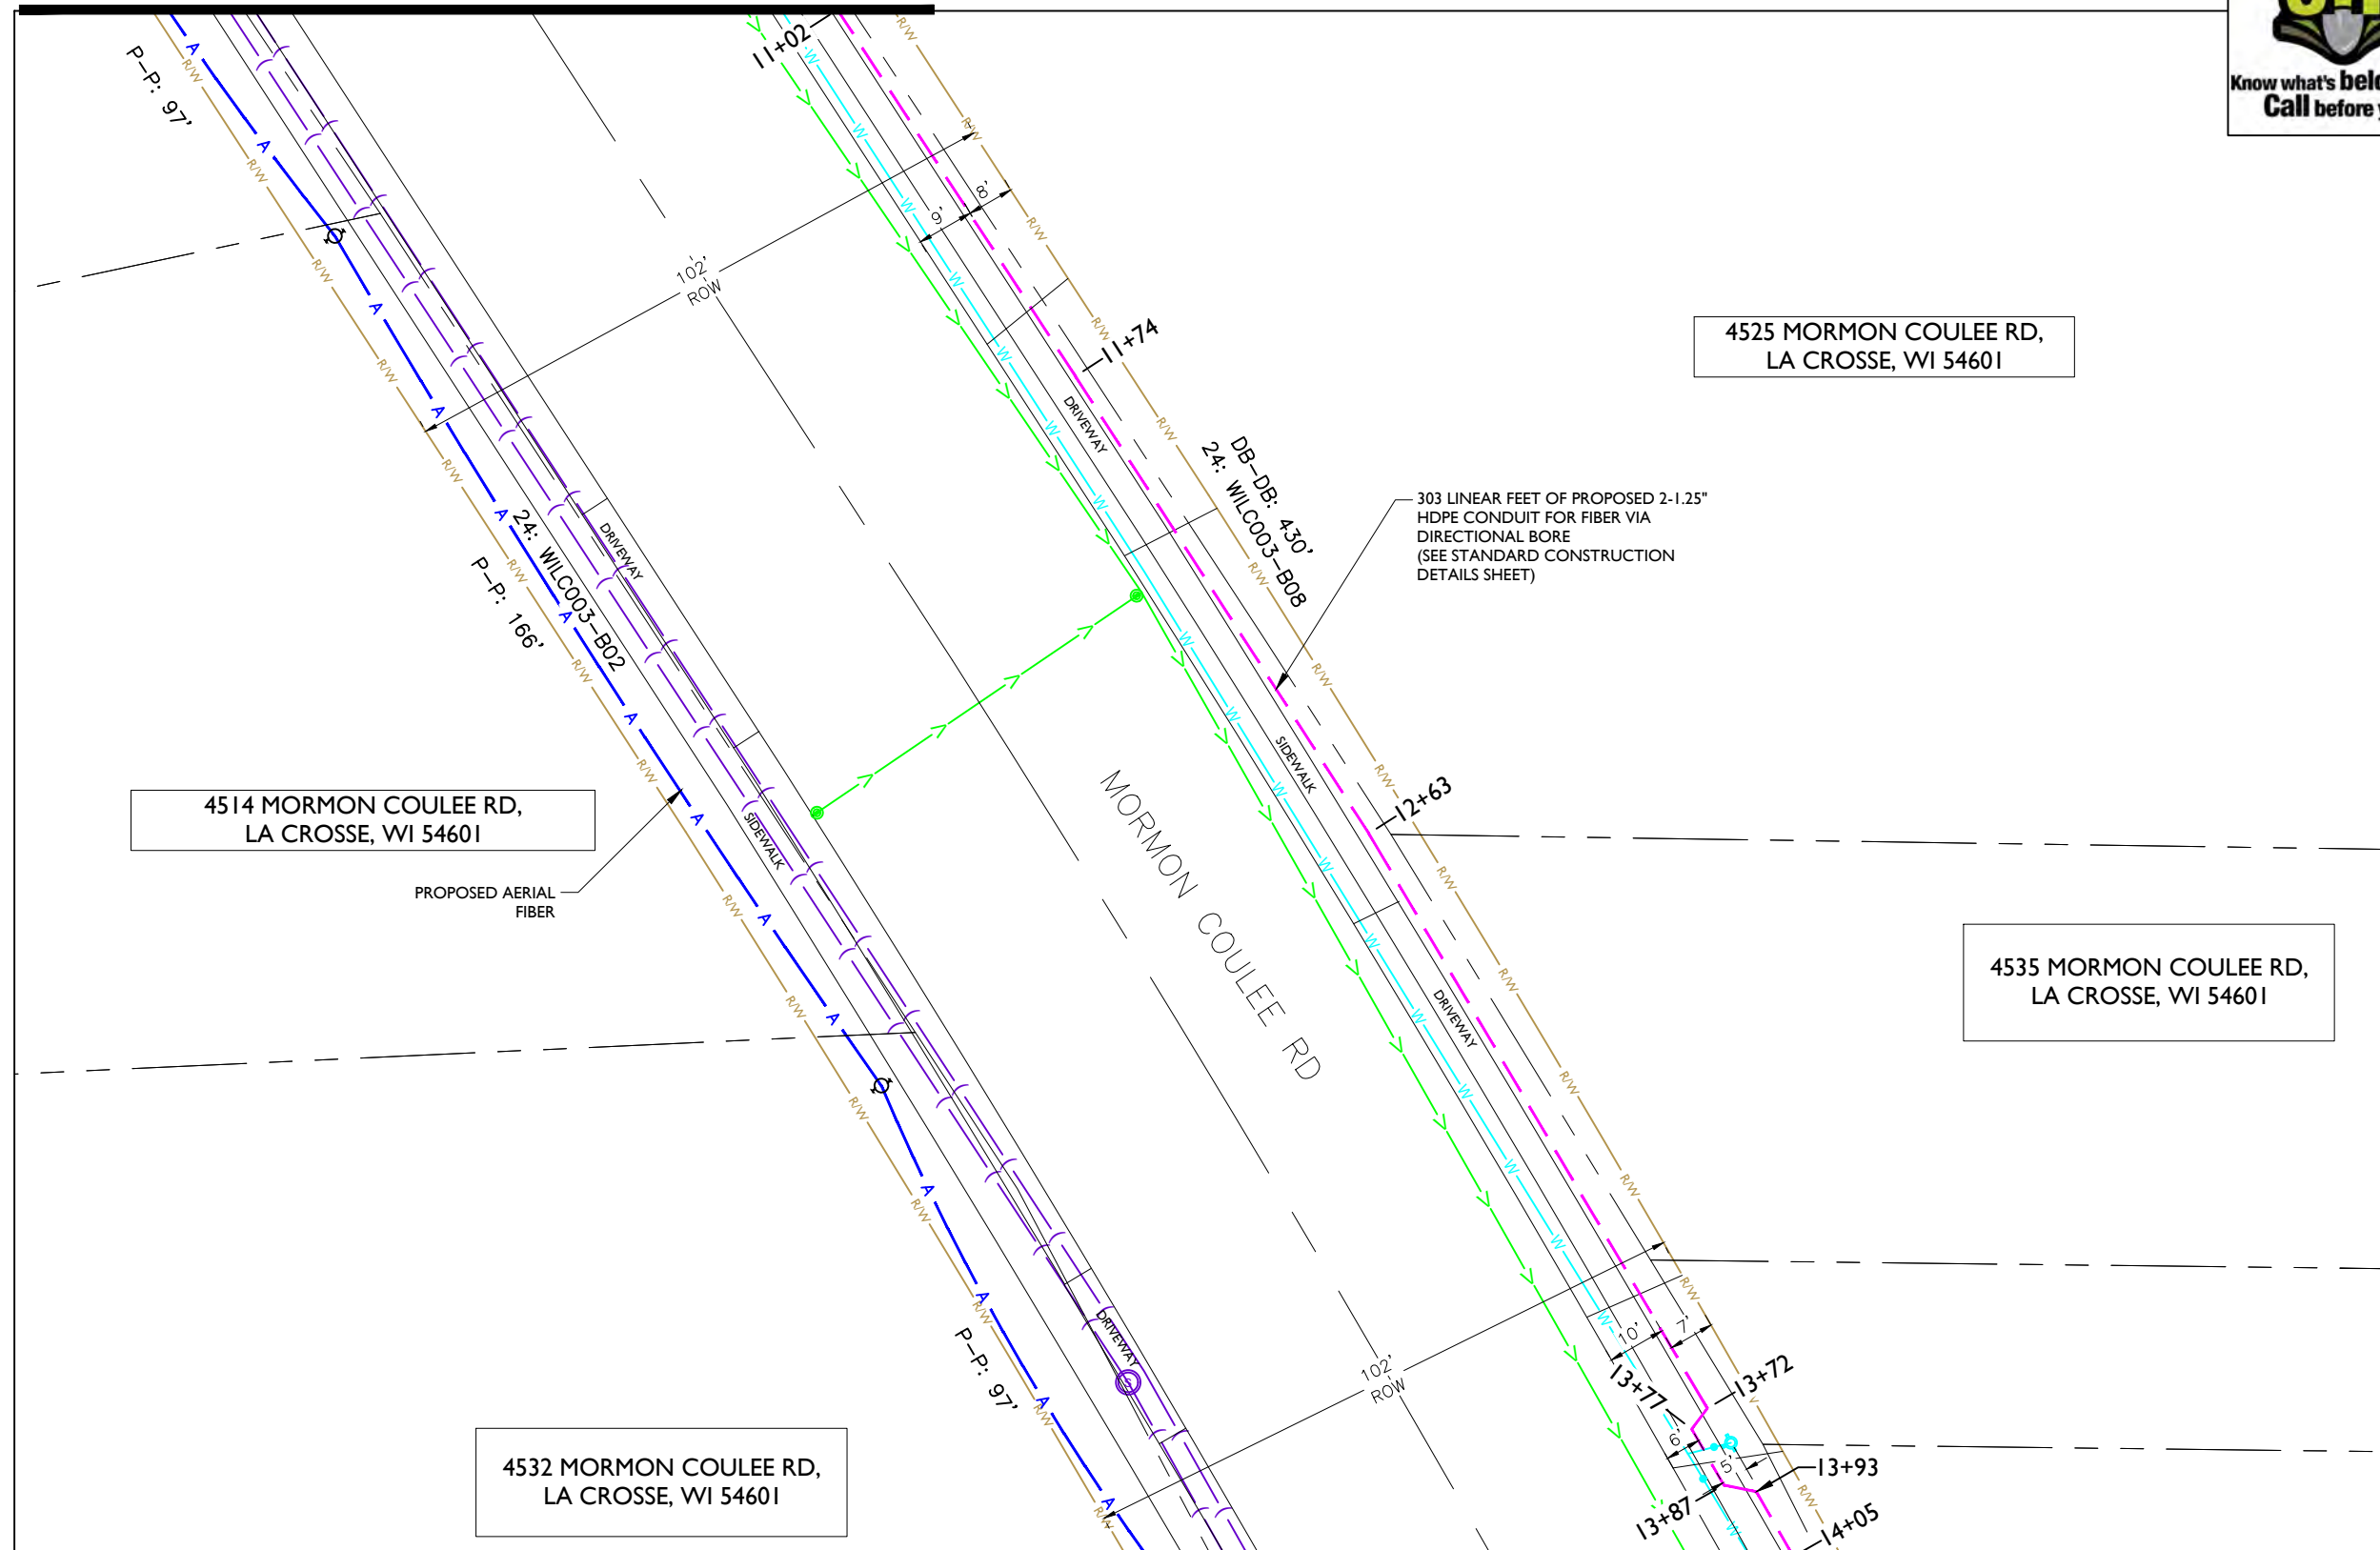 Know what's
Call before
11+02
P-P: 97'
102'
ROW
9'
8'
11+74
DRIVEWAY
4525 MORMON COULEE RD,
LA CROSSE, WI 54601
DB-DB: 430'
24: WILC003-B08
303 LINEAR FEET OF PROPOSED 2-1.25"
HDPE CONDUIT FOR FIBER VIA
DIRECTIONAL BORE
(SEE STANDARD CONSTRUCTION
DETAILS SHEET)
24: WILC003-B02
P-P: 166'
DRIVEWAY
4514 MORMON COULEE RD,
LA CROSSE, WI 54601
PROPOSED AERIAL
FIBER
SIDEWALK
MORMON COULEE RD
SIDEWALK
12+63
DRIVEWAY
4535 MORMON COULEE RD,
LA CROSSE, WI 54601
DRIVEWAY
S
P-P: 97'
4532 MORMON COULEE RD,
LA CROSSE, WI 54601
102'
ROW
10'
7'
13+77
13+72
6'
5'
13+93
13+87
14+05
R/W
A
W